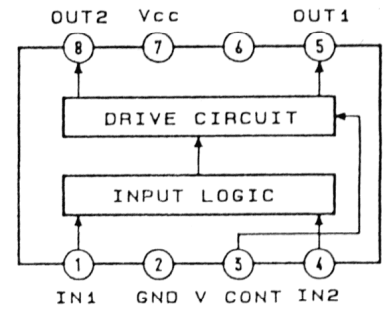 OUT2 Vcc OUT1
8 7 6 5
DRIVE CIRCUIT
INPUT LOGIC
1 2 3 4
IN1 GND V CONT IN2